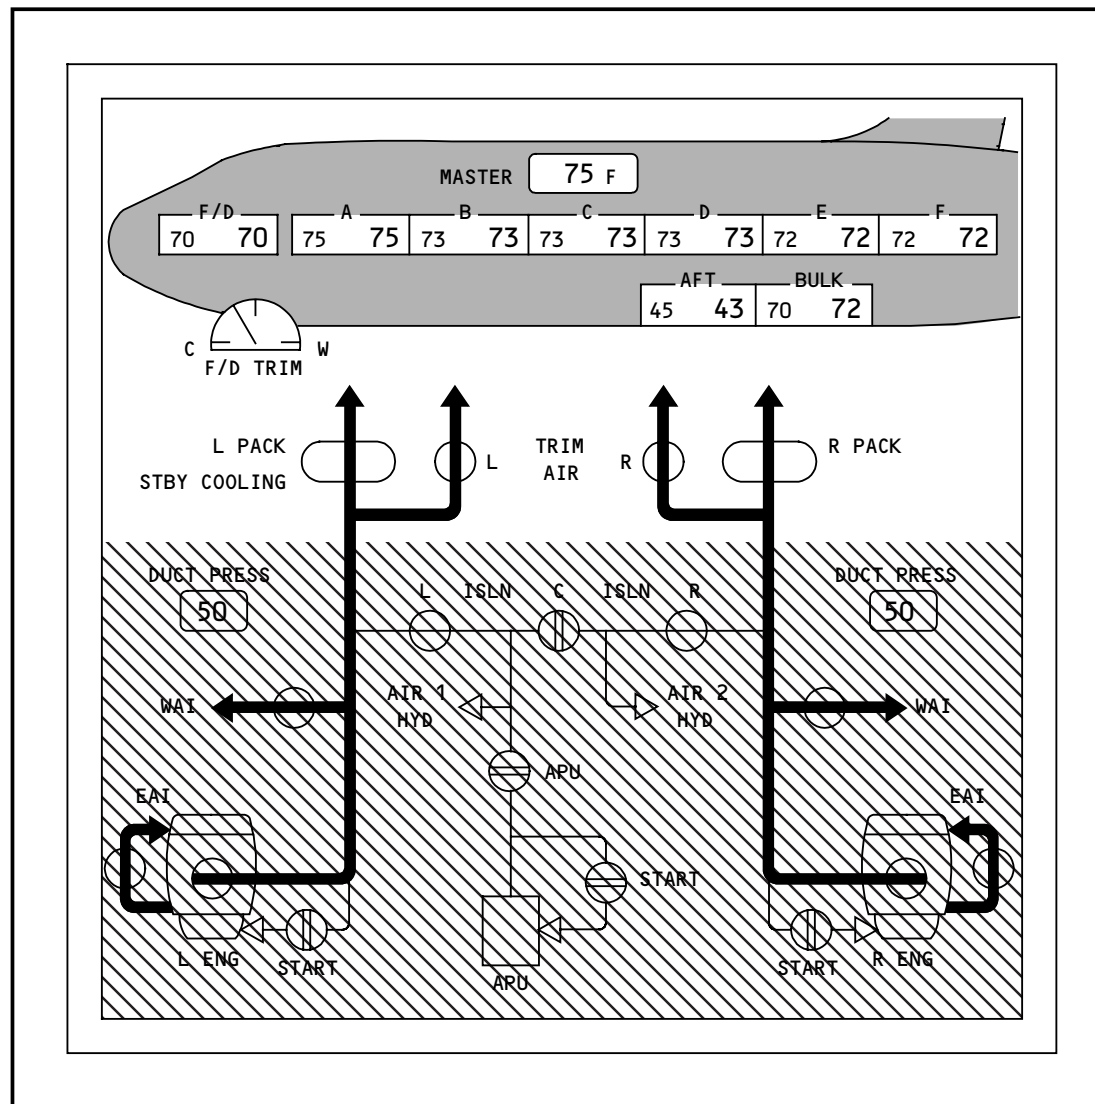 MASTER 75 F
F/D A B C D E F
70 70 75 75 73 73 73 73 73 73 72 72 72 72
AFT BULK
45 43 70 72
C W
F/D TRIM
L PACK L TRIM R R PACK
STBY COOLING AIR
DUCT PRESS L ISLN C ISLN R DUCT PRESS
50 50
WAI AIR 1 AIR 2 WAI
HYD HYD
APU
EAI EAI
START
L ENG START START R ENG
APU